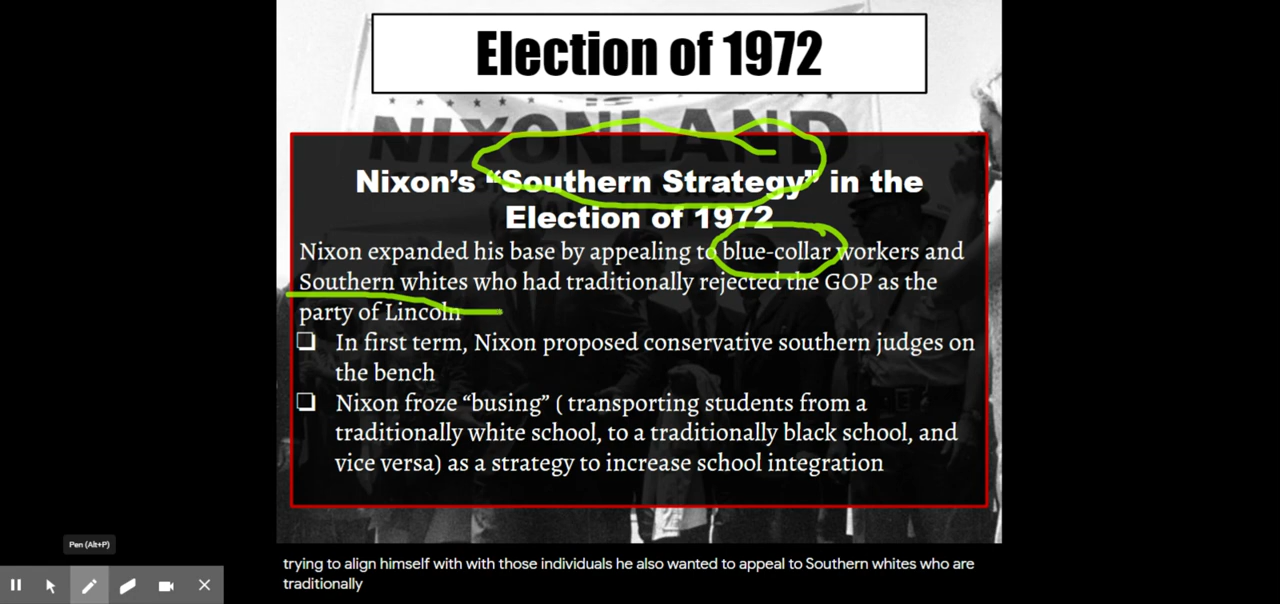 Election of 1972
IS
NIXONLAND
Nixon's “Southern Strategy” in the
Election of 1972
Nixon expanded his base by appealing to blue-collar workers and
Southern whites who had traditionally rejected the GOP as the
party of Lincoln
In first term, Nixon proposed conservative southern judges on
the bench
Nixon froze “busing” ( transporting students from a
traditionally white school, to a traditionally black school, and
vice versa) as a strategy to increase school integration
Pen (Alt+P)
trying to align himself with with those individuals he also wanted to appeal to Southern whites who are
traditionally